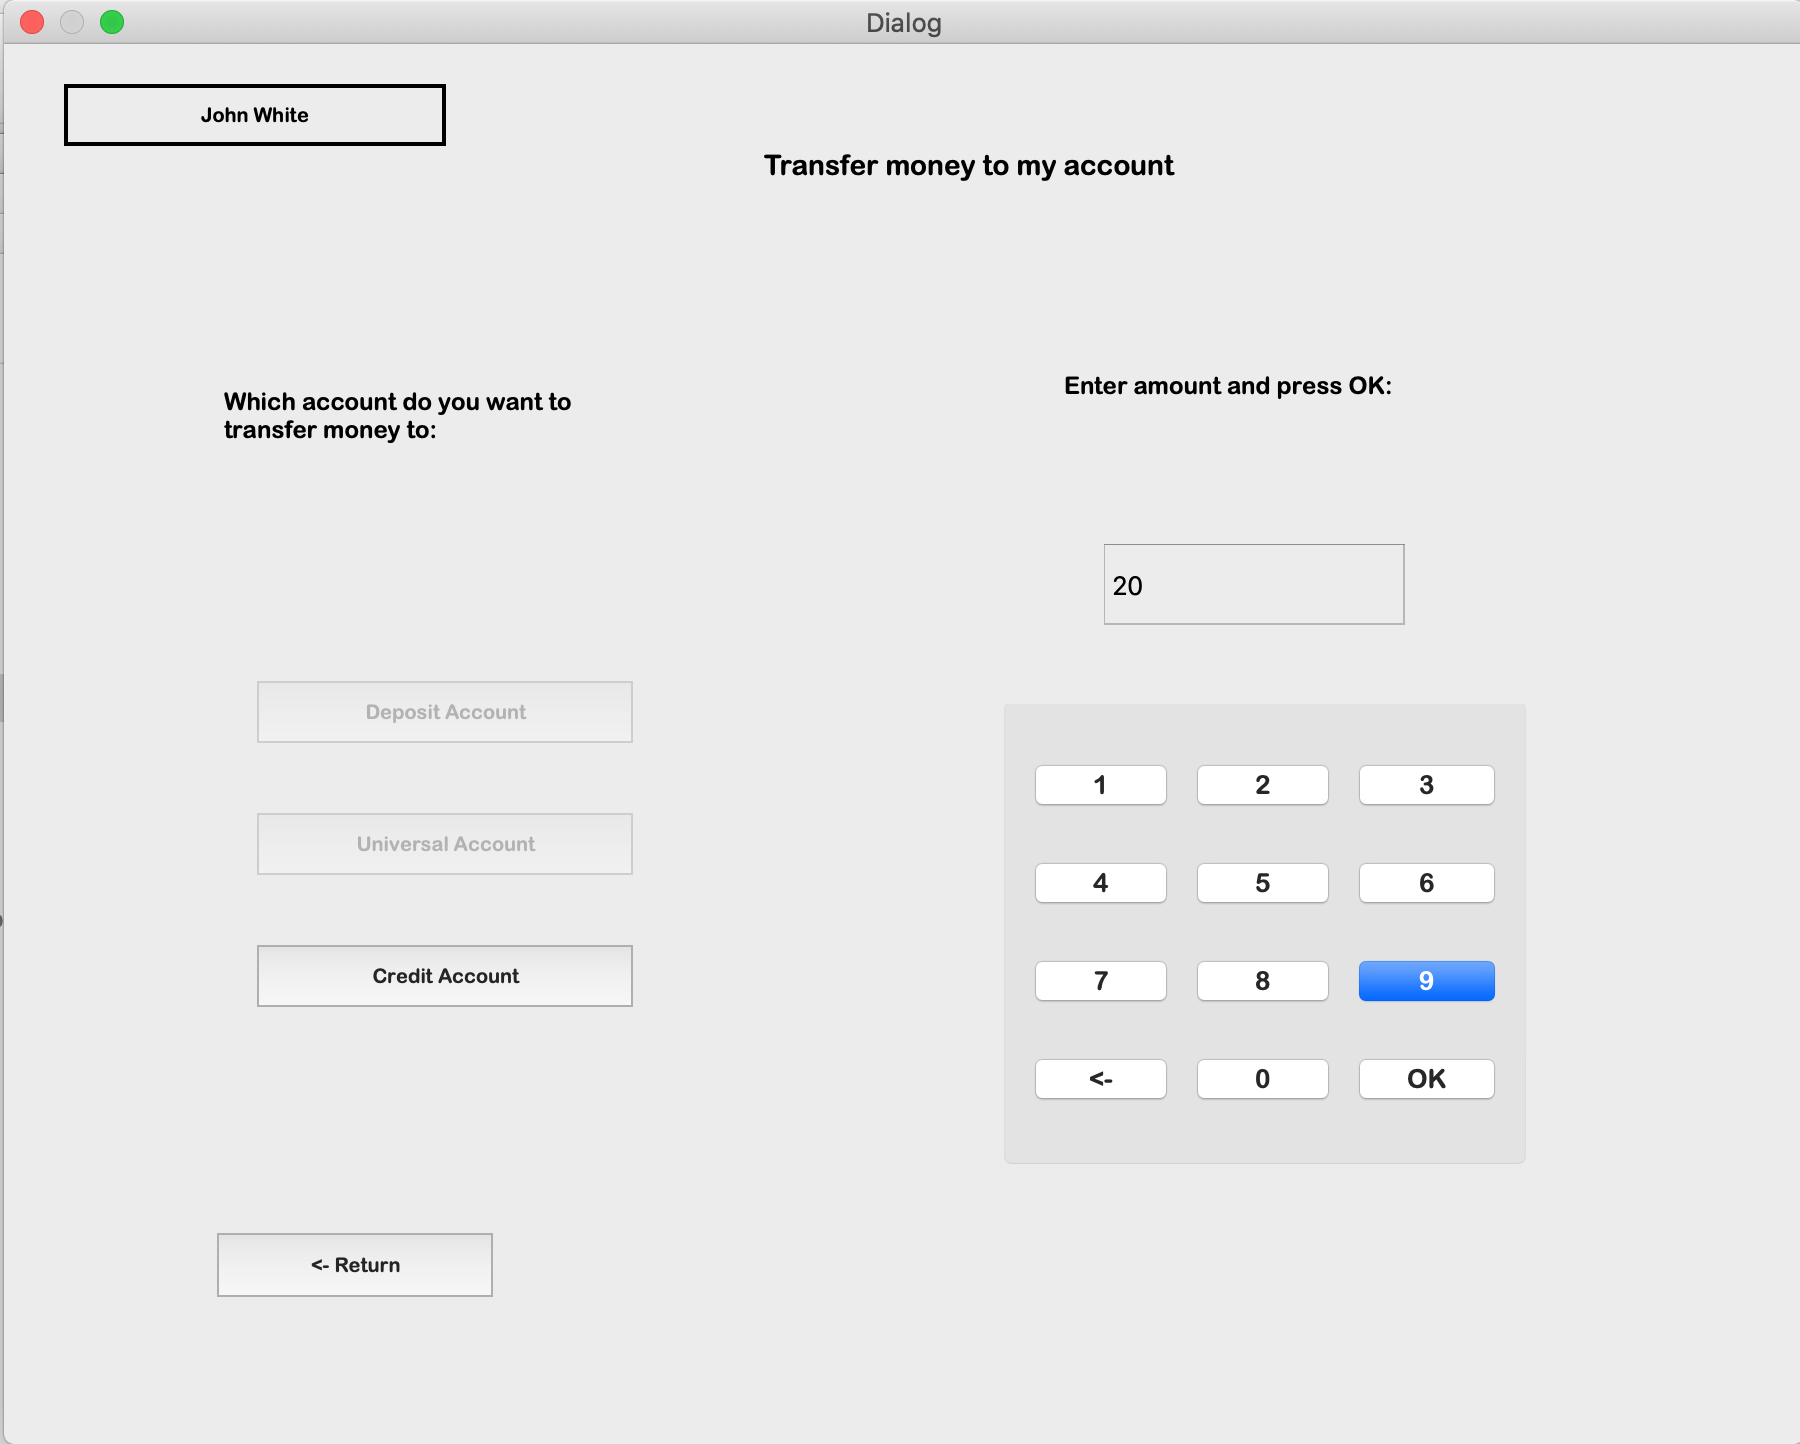 Dialog
John White
Transfer money to my account
Which account do you want to
transfer money to:
Enter amount and press OK:
20
Deposit Account
Universal Account
Credit Account
1 2 3
4 5 6
7 8 9
<- 0 OK
<- Return